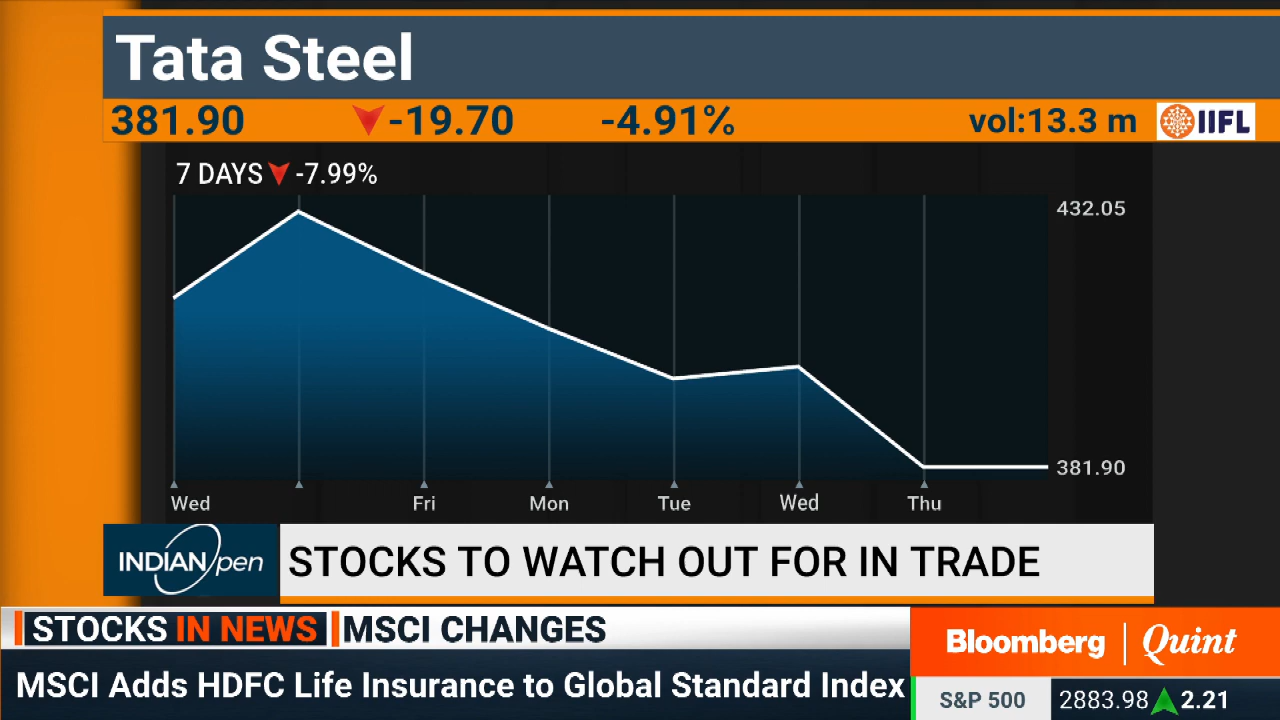 Tata Steel
381.90 -19.70 -4.91% vol:13.3 m IIFL
7 DAYS -7.99%
432.05
381.90
Wed Fri Mon Tue Wed Thu
INDIAN pen STOCKS TO WATCH OUT FOR IN TRADE
STOCKS IN NEWS MSCI CHANGES
Bloomberg | Quint
MSCI Adds HDFC Life Insurance to Global Standard Index
S&P 500 2883.98 2.21